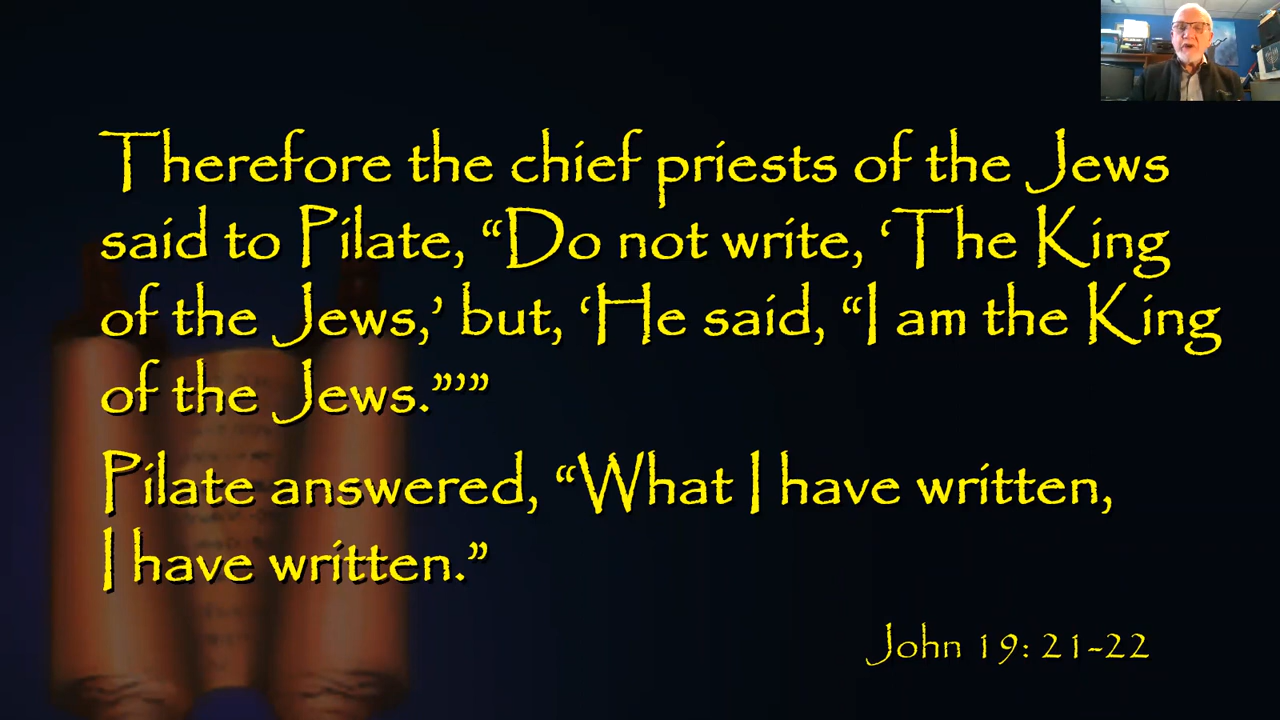 Therefore the chief priests of the Jews
said to Pilate, “Do not write, ‘The King
of the Jews,’ but, ‘He said, “I am the King
of the Jews.”’”
Pilate answered, “What I have written,
I have written.”
John 19: 21-22